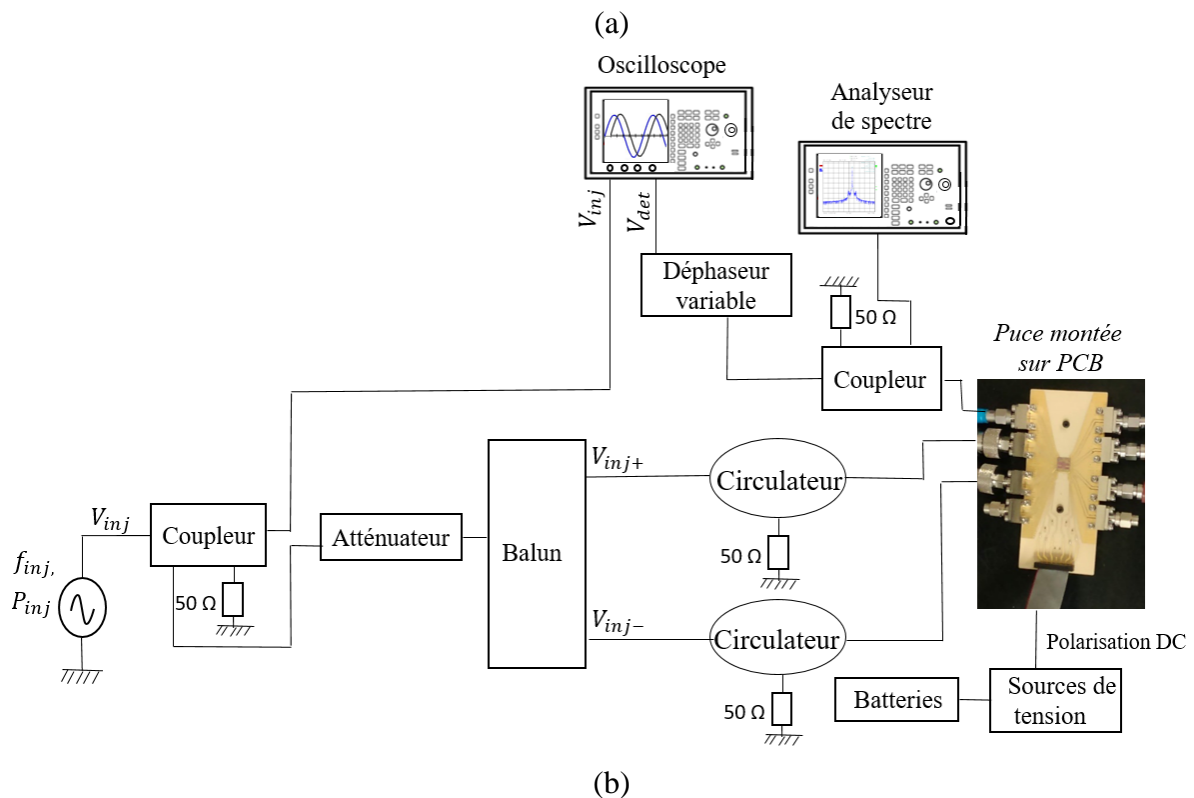 (a)
Oscilloscope
Analyseur
de spectre
V_inj
V_det
Déphaseur
variable
50 Ω
Coupleur
Puce montée
sur PCB
V_inj
Coupleur
Atténuateur
Balun
V_inj+
Circulateur
50 Ω
f_inj,
P_inj
50 Ω
V_inj-
Circulateur
50 Ω
Polarisation DC
Batteries
Sources de
tension
(b)